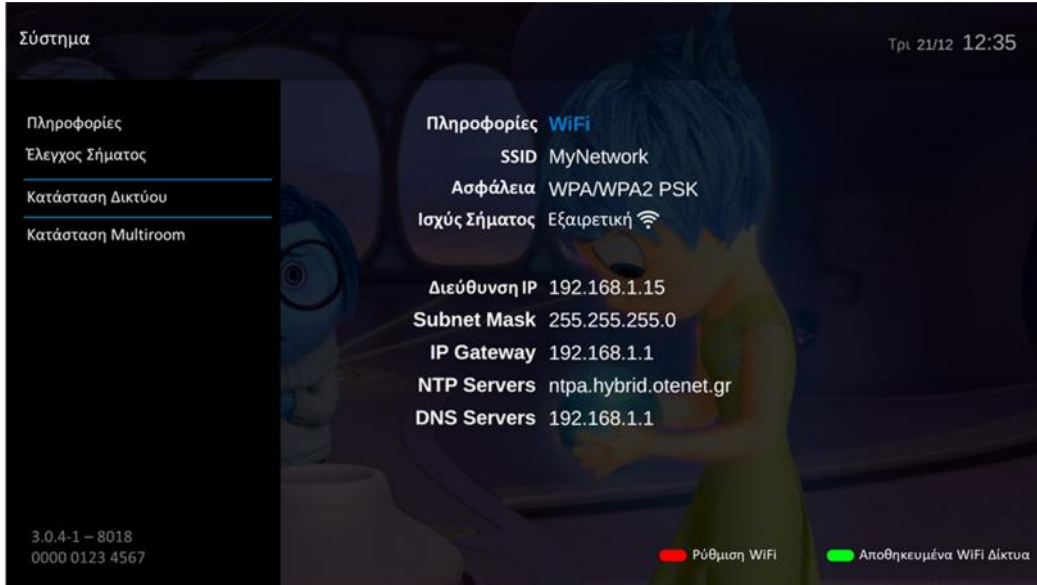 Σύστημα
Τρι 21/12 12:35
Πληροφορίες
Έλεγχος Σήματος
Κατάσταση Δικτύου
Κατάσταση Multiroom
Πληροφορίες WiFi
SSID MyNetwork
Ασφάλεια WPA/WPA2 PSK
Ισχύς Σήματος Εξαιρετική
Διεύθυνση IP 192.168.1.15
Subnet Mask 255.255.255.0
IP Gateway 192.168.1.1
NTP Servers ntpa.hybrid.otenet.gr
DNS Servers 192.168.1.1
3.0.4-1 – 8018
0000 0123 4567
Ρύθμιση WiFi
Αποθηκευμένα WiFi Δίκτυα